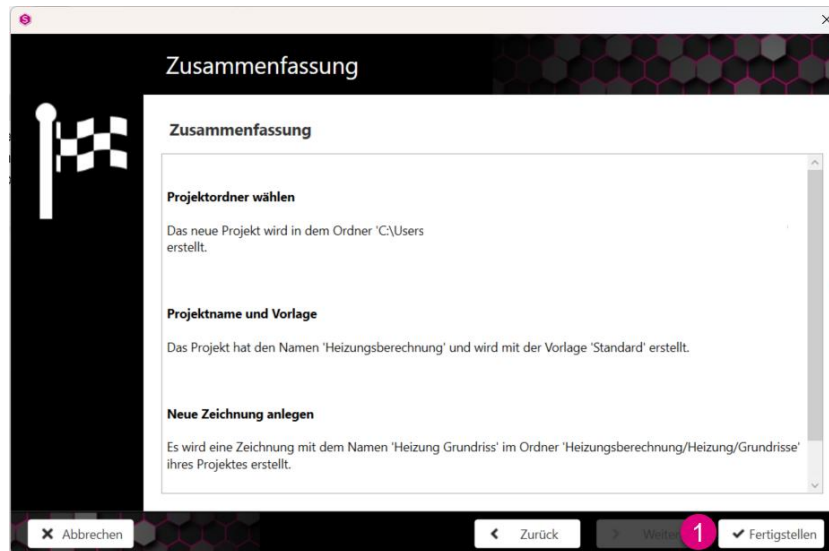 Zusammenfassung
Zusammenfassung
Projektordner wählen
Das neue Projekt wird in dem Ordner 'C:\Users
erstellt.
Projektname und Vorlage
Das Projekt hat den Namen 'Heizungsberechnung' und wird mit der Vorlage 'Standard' erstellt.
Neue Zeichnung anlegen
Es wird eine Zeichnung mit dem Namen 'Heizung Grundriss' im Ordner 'Heizungsberechnung/Heizung/Grundrisse'
ihres Projektes erstellt.
Abbrechen Zurück 1 Fertigstellen